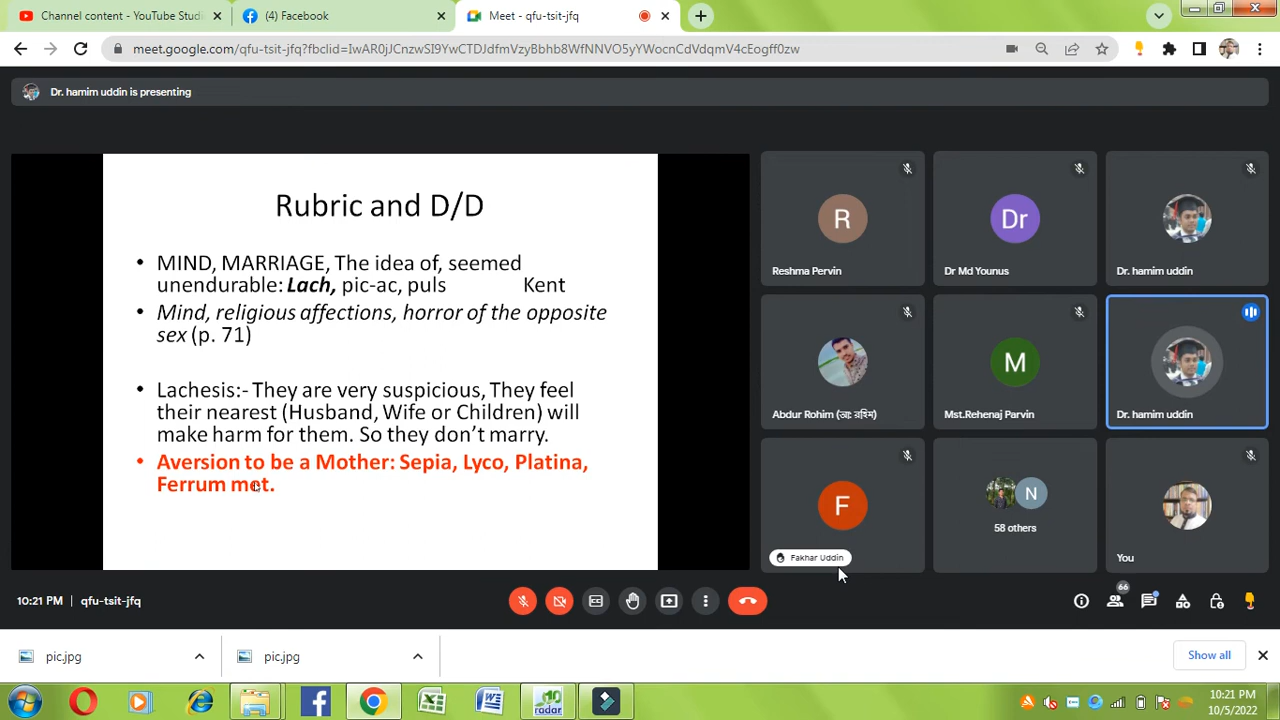 Channel content - YouTube Studi
(4) Facebook
Meet - qfu-tsit-jfq
meet.google.com/qfu-tsit-jfq?fbclid=IwAR0jJCnzwSI9YwCTDJdfmVzyBbhb8WfNNVO5yYWocnCdVdqmV4cEogff0zw
Dr. hamim uddin is presenting
Rubric and D/D
• MIND, MARRIAGE, The idea of, seemed
unendurable: Lach, pic-ac, puls Kent
• Mind, religious affections, horror of the opposite
sex (p. 71)
• Lachesis:- They are very suspicious, They feel
their nearest (Husband, Wife or Children) will
make harm for them. So they don't marry.
• Aversion to be a Mother: Sepia, Lyco, Platina,
Ferrum met.
R
Reshma Pervin
Dr
Dr Md Younus
Dr. hamim uddin
Abdur Rohim (আঃ রহিম)
M
Mst.Rehenaj Parvin
Dr. hamim uddin
F
Fakhar Uddin
N
58 others
You
10:21 PM | qfu-tsit-jfq
66
pic.jpg
pic.jpg
Show all
10
radar
10:21 PM
10/5/2022